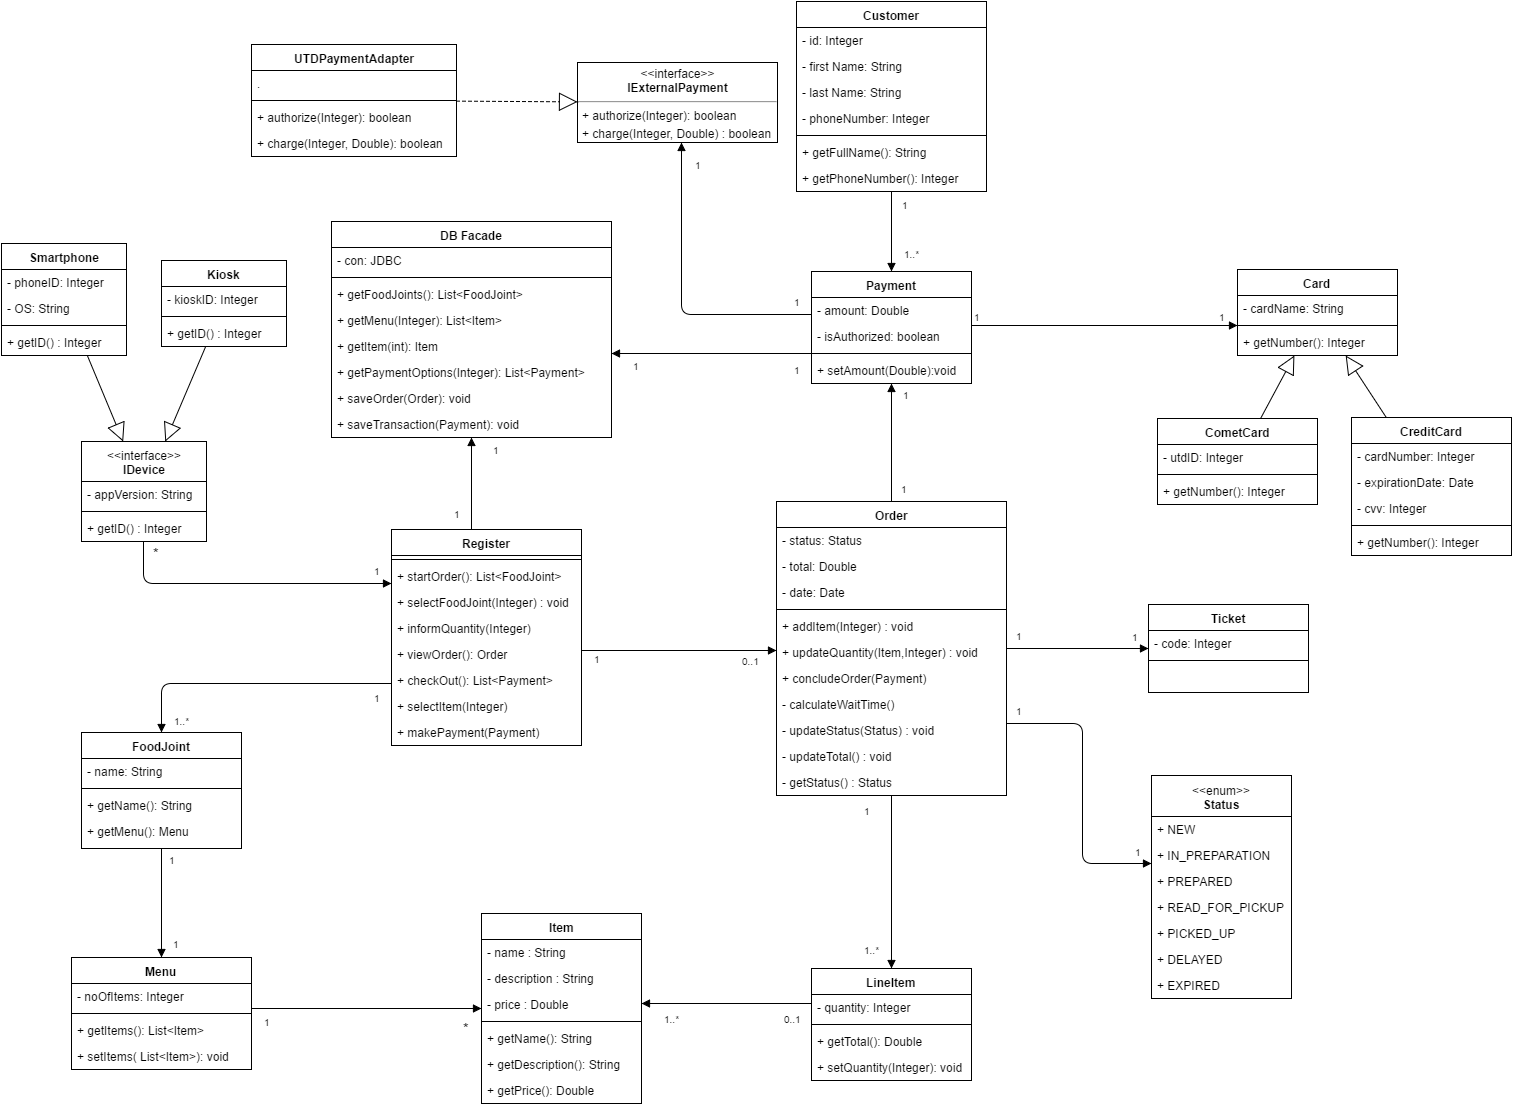 Customer
- id: Integer
- first Name: String
- last Name: String
- phoneNumber: Integer
+ getFullName(): String
+ getPhoneNumber(): Integer
1
1..*
UTDPaymentAdapter
.
+ authorize(Integer): boolean
+ charge(Integer, Double): boolean
<<interface>>
IExternalPayment
+ authorize(Integer): boolean
+ charge(Integer, Double) : boolean
1
1
DB Facade
- con: JDBC
+ getFoodJoints(): List<FoodJoint>
+ getMenu(Integer): List<Item>
+ getItem(int): Item
+ getPaymentOptions(Integer): List<Payment>
+ saveOrder(Order): void
+ saveTransaction(Payment): void
1
1
1
1
Smartphone
- phoneID: Integer
- OS: String
+ getID() : Integer
Kiosk
- kioskID: Integer
+ getID() : Integer
Payment
- amount: Double
- isAuthorized: boolean
+ setAmount(Double):void
1
1
1
1
Card
- cardName: String
+ getNumber(): Integer
CometCard
- utdID: Integer
+ getNumber(): Integer
CreditCard
- cardNumber: Integer
- expirationDate: Date
- cvv: Integer
+ getNumber(): Integer
<<interface>>
IDevice
- appVersion: String
+ getID() : Integer
*
1
Register
+ startOrder(): List<FoodJoint>
+ selectFoodJoint(Integer) : void
+ informQuantity(Integer)
+ viewOrder(): Order
+ checkOut(): List<Payment>
+ selectItem(Integer)
+ makePayment(Payment)
1
0..1
1
1..*
Order
- status: Status
- total: Double
- date: Date
+ addItem(Integer) : void
+ updateQuantity(Item,Integer) : void
+ concludeOrder(Payment)
- calculateWaitTime()
- updateStatus(Status) : void
- updateTotal() : void
- getStatus() : Status
1
1
1
1
1
1..*
Ticket
- code: Integer
<<enum>>
Status
+ NEW
+ IN_PREPARATION
+ PREPARED
+ READ_FOR_PICKUP
+ PICKED_UP
+ DELAYED
+ EXPIRED
FoodJoint
- name: String
+ getName(): String
+ getMenu(): Menu
1
1
Menu
- noOfItems: Integer
+ getItems(): List<Item>
+ setItems( List<Item>): void
1
*
Item
- name : String
- description : String
- price : Double
+ getName(): String
+ getDescription(): String
+ getPrice(): Double
1..*
0..1
LineItem
- quantity: Integer
+ getTotal(): Double
+ setQuantity(Integer): void